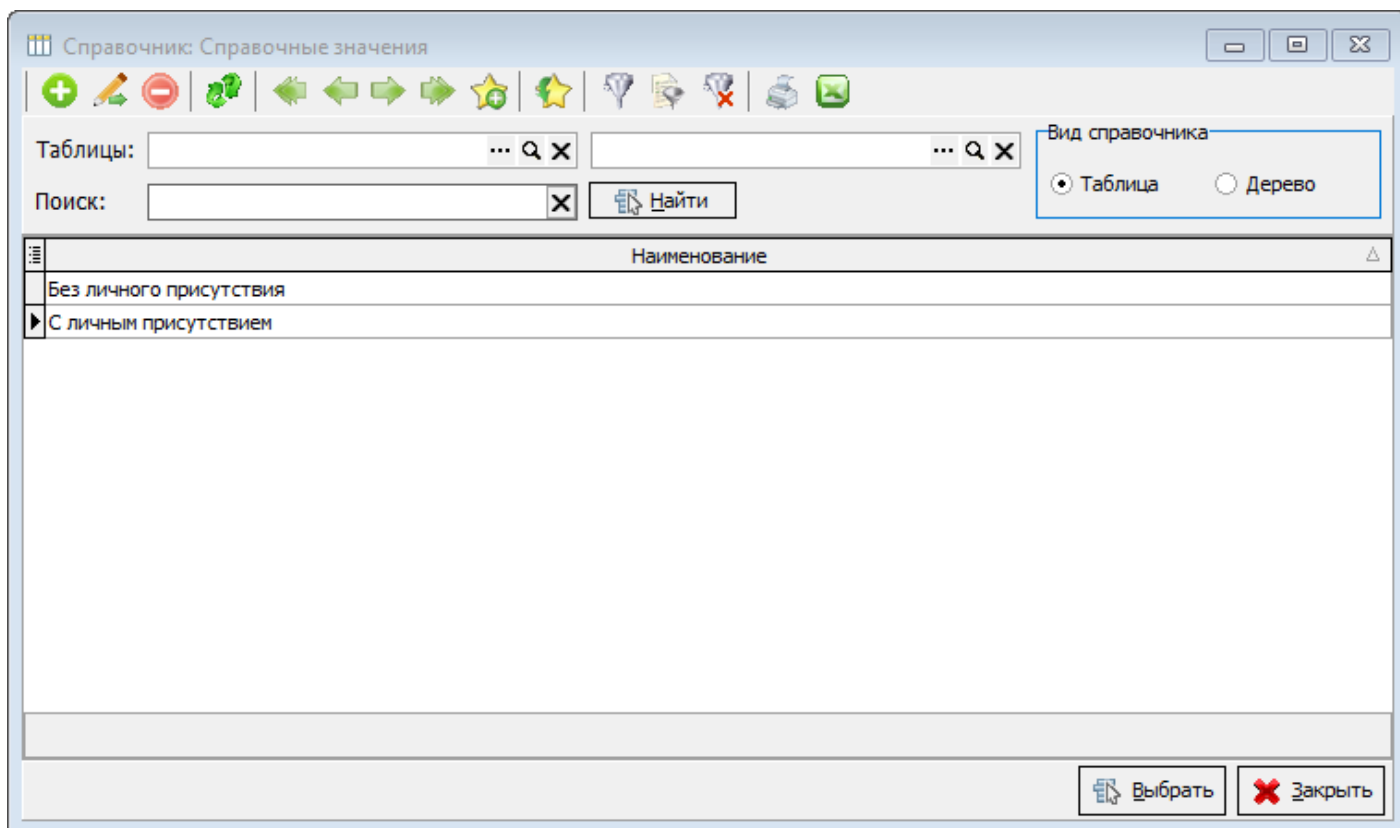 Справочник: Справочные значения
Таблицы:
Вид справочника
Таблица Дерево
Поиск: Найти
Наименование
Без личного присутствия
С личным присутствием
Выбрать Закрыть